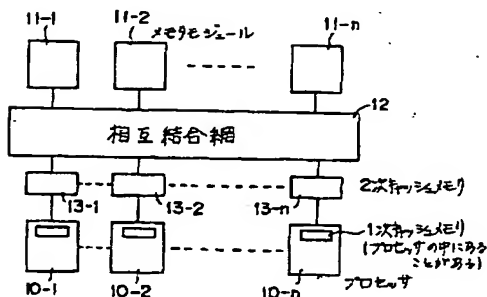 11-1
11-2
11-n
メモリモジュール
12
相互結合網
2次キャッシュメモリ
13-1
13-2
13-n
1次キャッシュメモリ
(プロセッサの中にある
ことがある)
10-1
10-2
10-n
プロセッサ